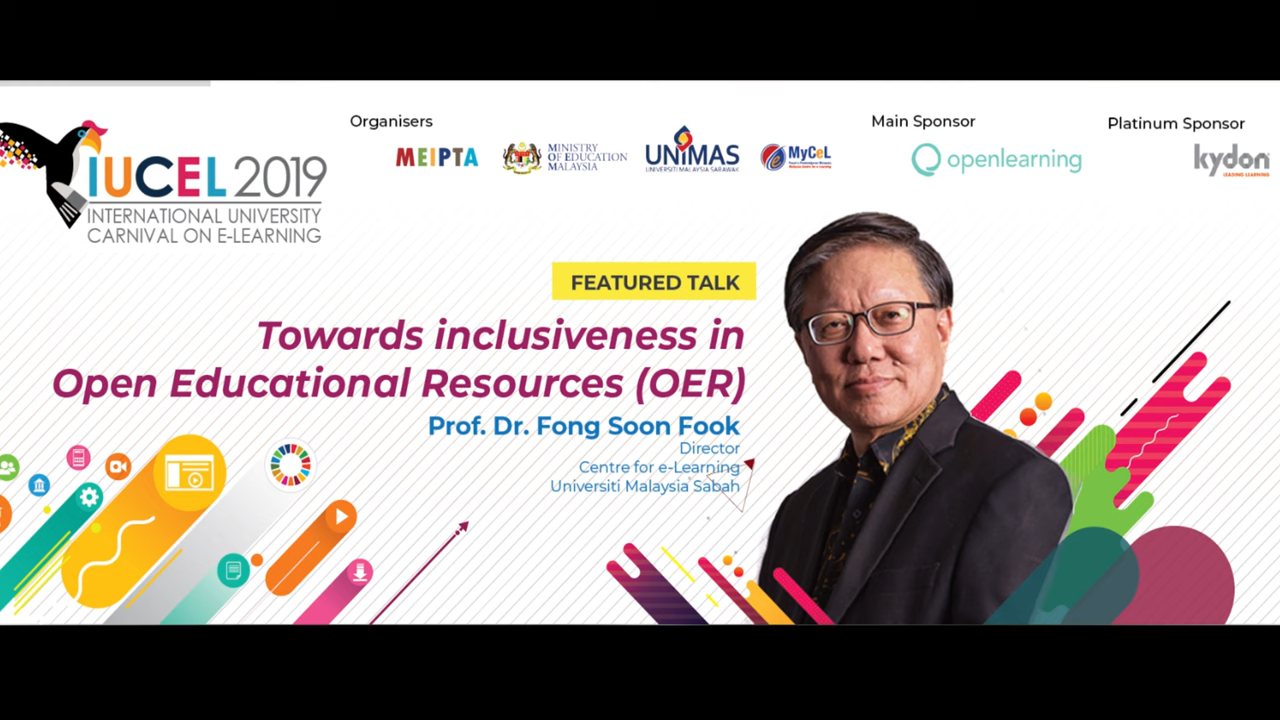 Organisers
Main Sponsor
Platinum Sponsor
MEIPTA
MINISTRY
OF EDUCATION
MALAYSIA
UNIMAS
UNIVERSITI MALAYSIA SARAWAK
MyCeL
openlearning
kydon
LEADING LEARNING
IUCEL 2019
INTERNATIONAL UNIVERSITY
CARNIVAL ON E-LEARNING
FEATURED TALK
Towards inclusiveness in
Open Educational Resources (OER)
Prof. Dr. Fong Soon Fook
Director
Centre for e-Learning
Universiti Malaysia Sabah